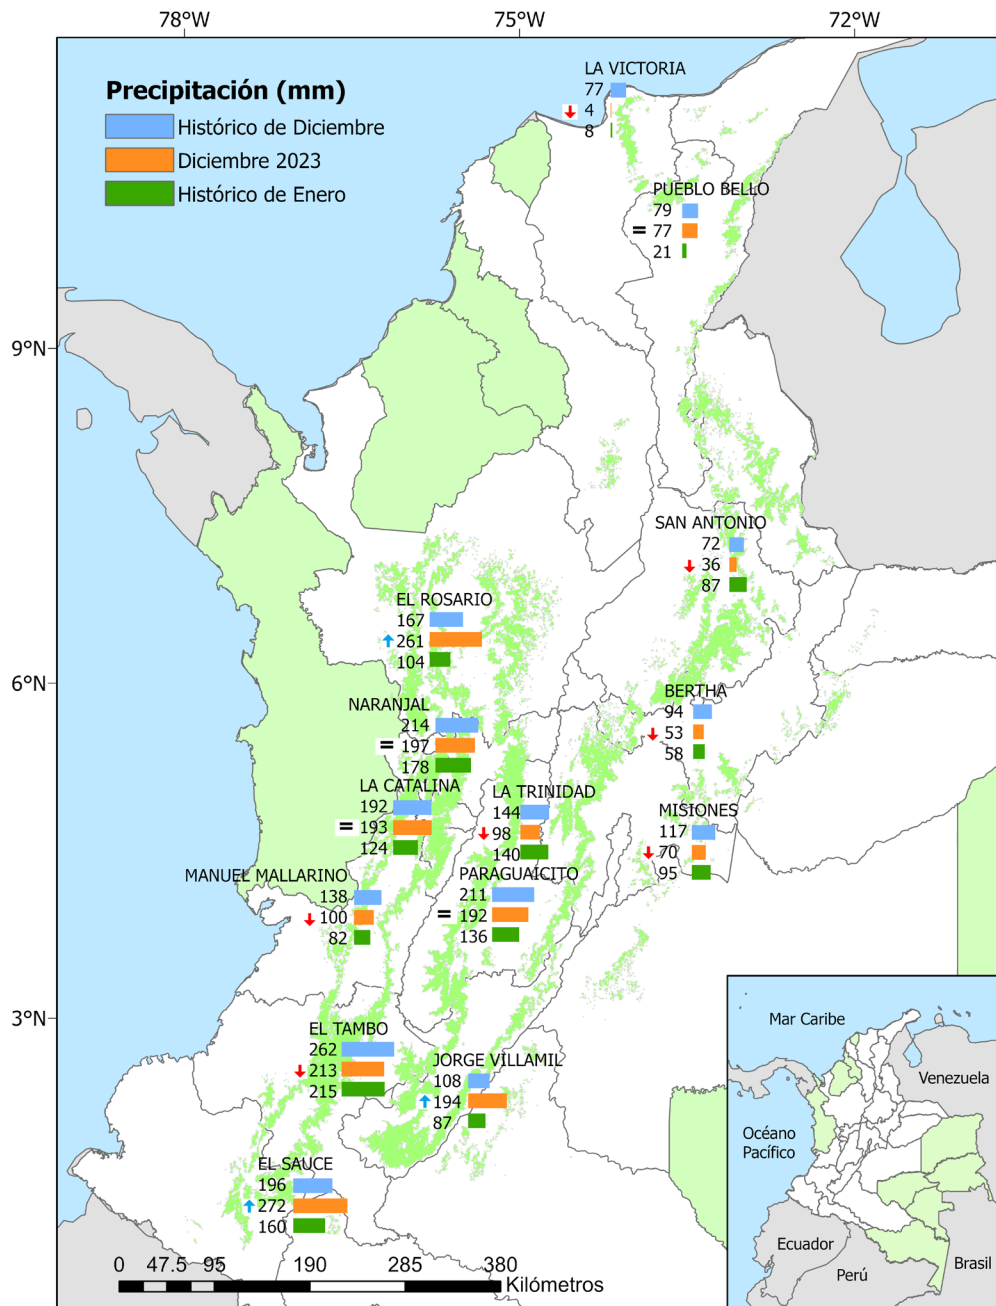 78°W 75°W 72°W
Precipitación (mm)
Histórico de Diciembre
Diciembre 2023
Histórico de Enero
LA VICTORIA
77
4
8
PUEBLO BELLO
79
= 77
21
9°N
SAN ANTONIO
72
36
87
EL ROSARIO
167
261
104
6°N
BERTHA
94
53
58
NARANJAL
214
= 197
178
LA CATALINA
192
= 193
124
LA TRINIDAD
144
98
140
MISIONES
117
70
95
MANUEL MALLARINO
138
100
82
PARAGUAICITO
211
= 192
136
3°N
EL TAMBO
262
213
215
JORGE VILLAMIL
108
194
87
EL SAUCE
196
272
160
0 47.5 95 190 285 380
Kilómetros
Mar Caribe
Venezuela
Océano
Pacífico
Ecuador
Perú
Brasil